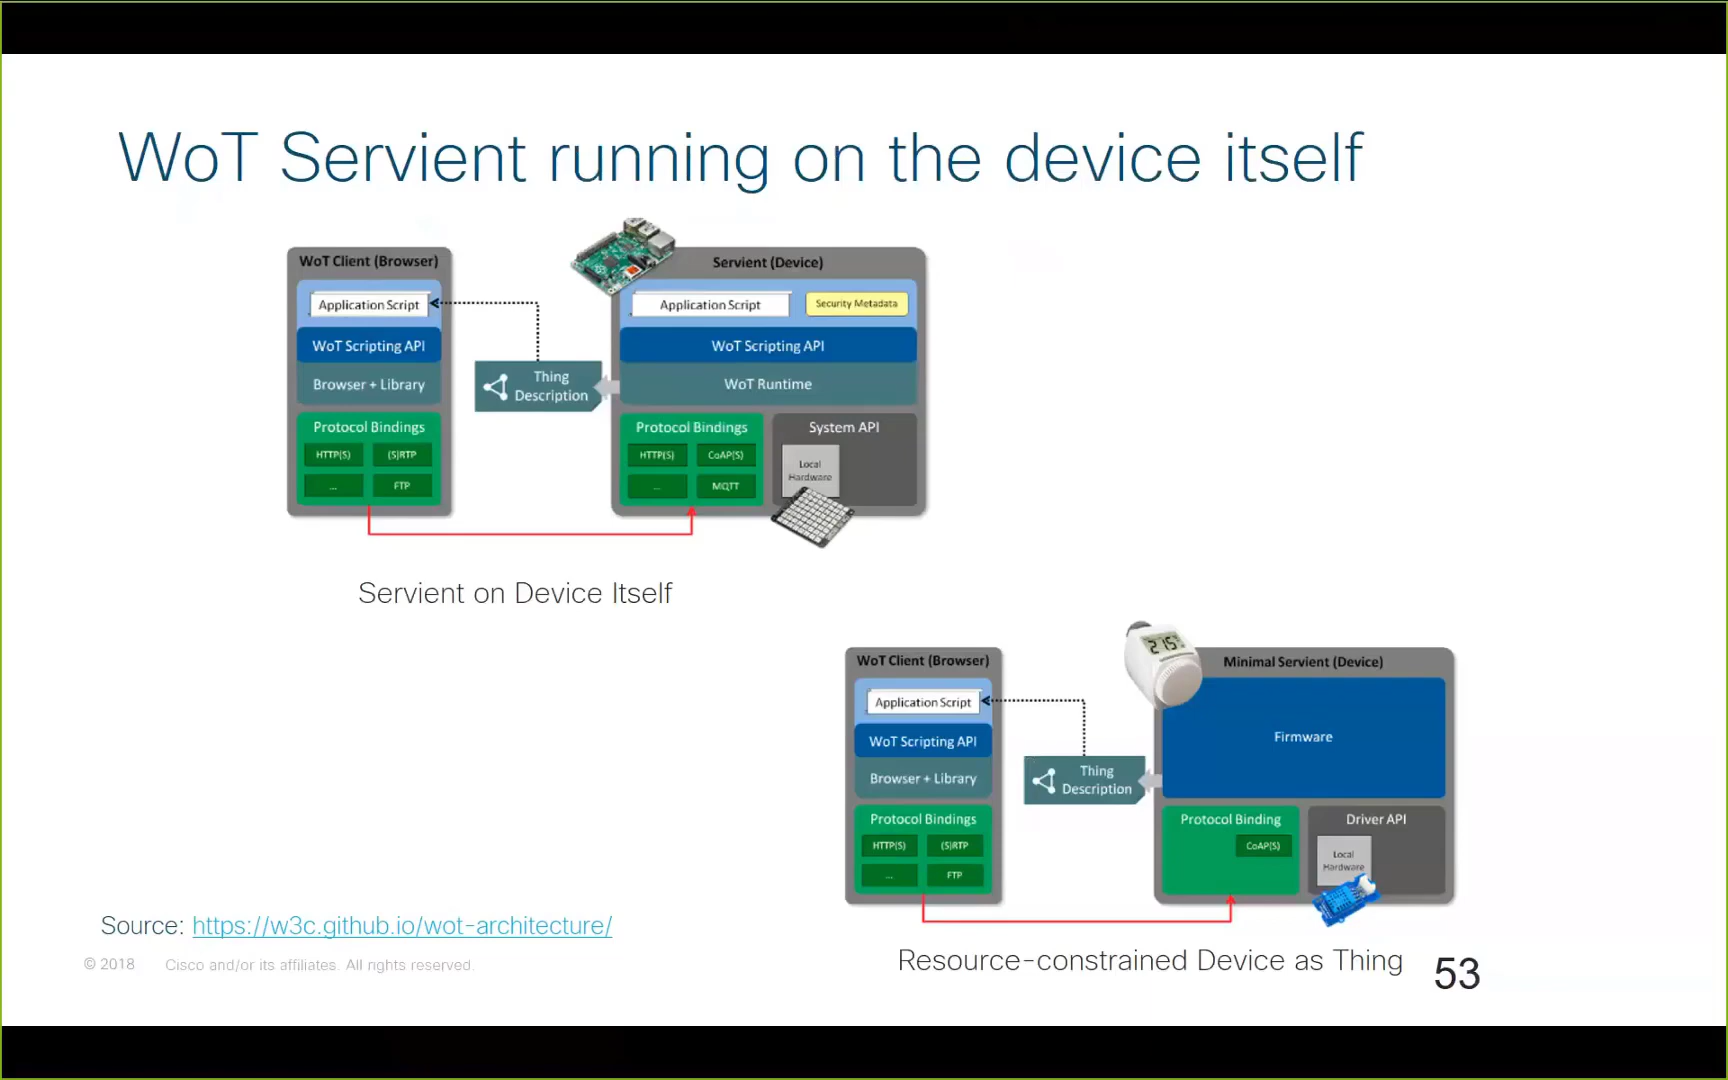 WoT Servient running on the device itself
WoT Client (Browser)
Application Script
WoT Scripting API
Browser + Library
Protocol Bindings
HTTP(S)
(S)RTP
...
FTP
Thing
Description
Servient (Device)
Application Script
Security Metadata
WoT Scripting API
WoT Runtime
Protocol Bindings
HTTP(S)
CoAP(S)
...
MQTT
System API
Local
Hardware
Servient on Device Itself
WoT Client (Browser)
Application Script
WoT Scripting API
Browser + Library
Protocol Bindings
HTTP(S)
(S)RTP
...
FTP
Thing
Description
21.5
Minimal Servient (Device)
Firmware
Protocol Binding
CoAP(S)
Driver API
Local
Hardware
Resource-constrained Device as Thing
Source: https://w3c.github.io/wot-architecture/
© 2018 Cisco and/or its affiliates. All rights reserved.
53